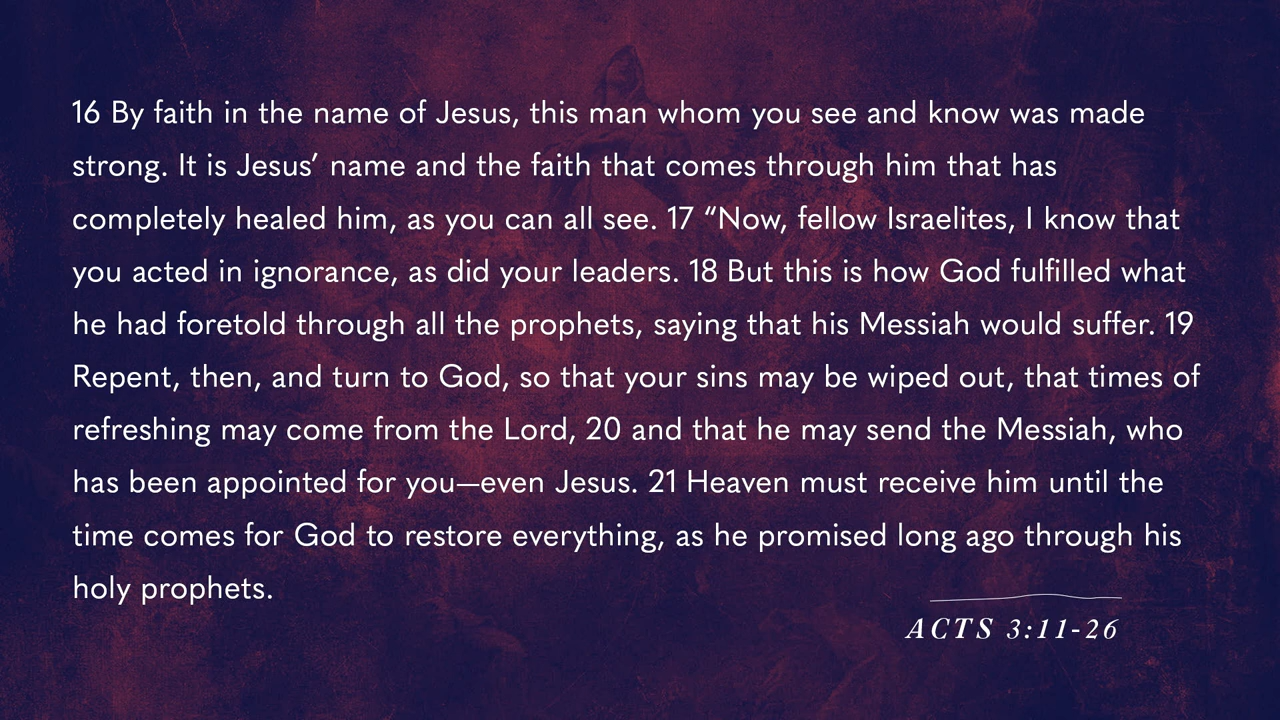 16 By faith in the name of Jesus, this man whom you see and know was made
strong. It is Jesus’ name and the faith that comes through him that has
completely healed him, as you can all see. 17 “Now, fellow Israelites, I know that
you acted in ignorance, as did your leaders. 18 But this is how God fulfilled what
he had foretold through all the prophets, saying that his Messiah would suffer. 19
Repent, then, and turn to God, so that your sins may be wiped out, that times of
refreshing may come from the Lord, 20 and that he may send the Messiah, who
has been appointed for you—even Jesus. 21 Heaven must receive him until the
time comes for God to restore everything, as he promised long ago through his
holy prophets.
ACTS 3:11-26